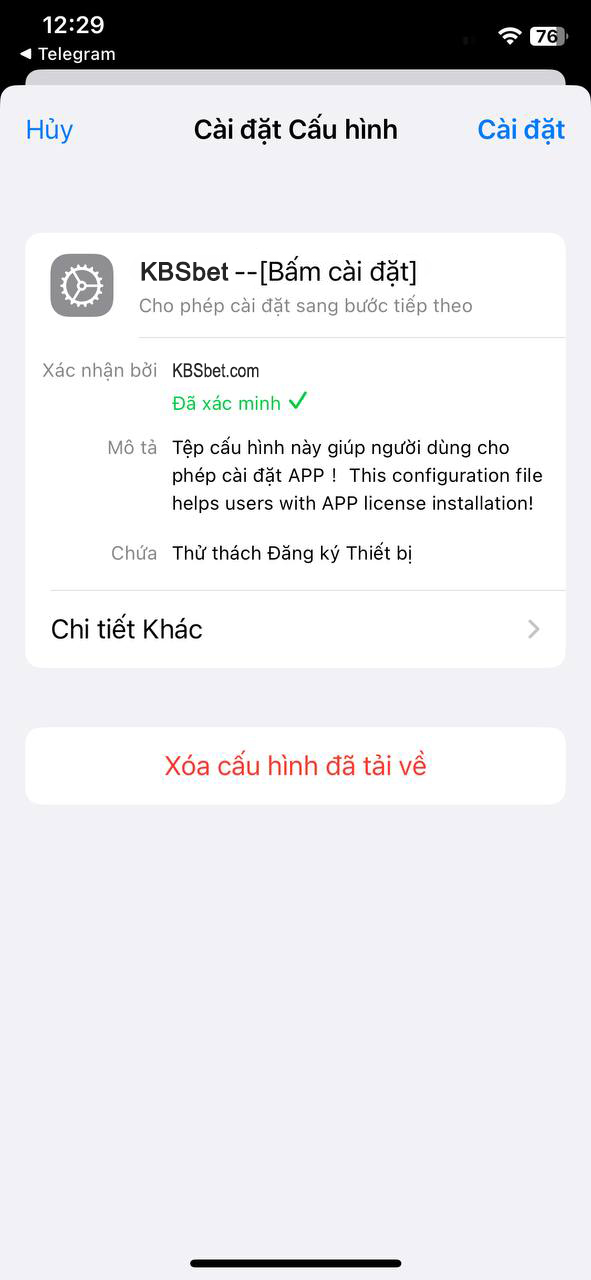 12:29
76
◀ Telegram
Hủy
Cài đặt Cấu hình
Cài đặt
KBSbet --[Bấm cài đặt]
Cho phép cài đặt sang bước tiếp theo
Xác nhận bởi KBSbet.com
Đã xác minh ✓
Mô tả Tệp cấu hình này giúp người dùng cho
phép cài đặt APP！ This configuration file
helps users with APP license installation!
Chứa Thử thách Đăng ký Thiết bị
Chi tiết Khác
Xóa cấu hình đã tải về